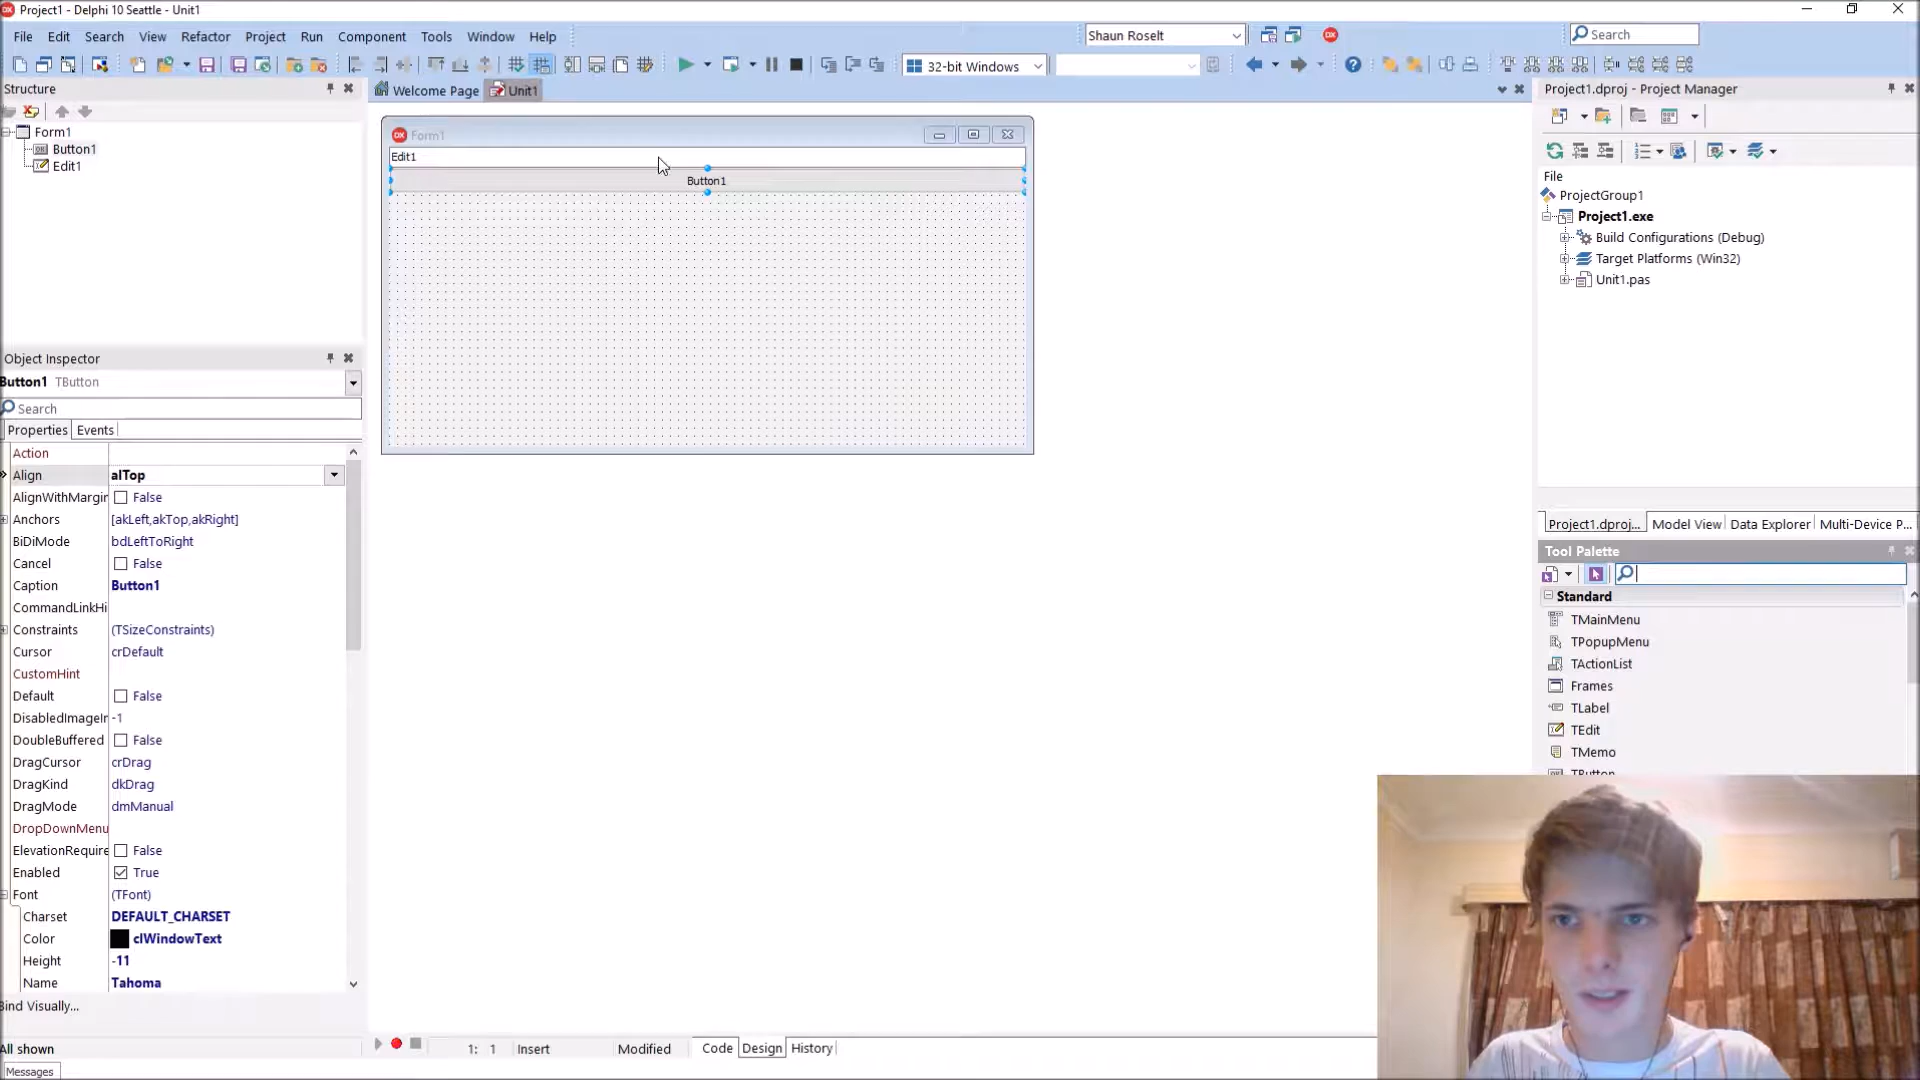 Project1 - Delphi 10 Seattle - Unit1
File Edit Search View Refactor Project Run Component Tools Window Help
Shaun Roselt
Search
32-bit Windows
Structure
Welcome Page
Unit1
Project1.dproj - Project Manager
Form1
Button1
Edit1
Form1
Edit1
Button1
File
ProjectGroup1
Project1.exe
Build Configurations (Debug)
Target Platforms (Win32)
Unit1.pas
Object Inspector
Button1 TButton
Search
Properties Events
Action
Align alTop
AlignWithMargin False
Anchors [akLeft,akTop,akRight]
BiDiMode bdLeftToRight
Cancel False
Caption Button1
CommandLinkHi
Constraints (TSizeConstraints)
Cursor crDefault
CustomHint
Default False
DisabledImageIn -1
DoubleBuffered False
DragCursor crDrag
DragKind dkDrag
DragMode dmManual
DropDownMenu
ElevationRequire False
Enabled True
Font (TFont)
Charset DEFAULT_CHARSET
Color clWindowText
Height -11
Name Tahoma
Bind Visually...
All shown
Messages
Project1.dproj... Model View Data Explorer Multi-Device P...
Tool Palette
Standard
TMainMenu
TPopupMenu
TActionList
Frames
TLabel
TEdit
TMemo
TButton
1: 1 Insert Modified Code Design History